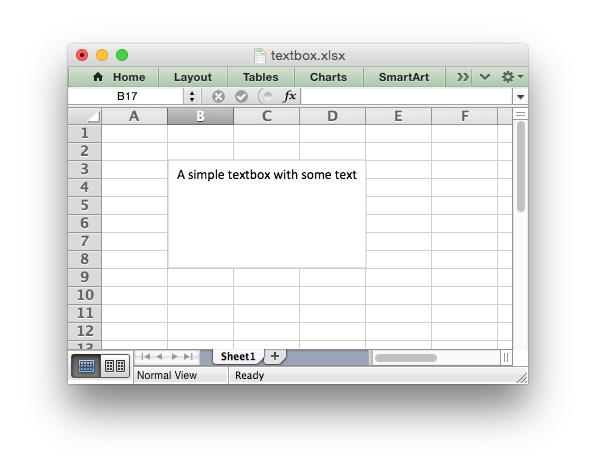 textbox.xlsx
Home Layout Tables Charts SmartArt
B17 fx
A B C D E F
1
2
3
A simple textbox with some text
4
5
6
7
8
9
10
11
12
13
Sheet1
Normal View Ready